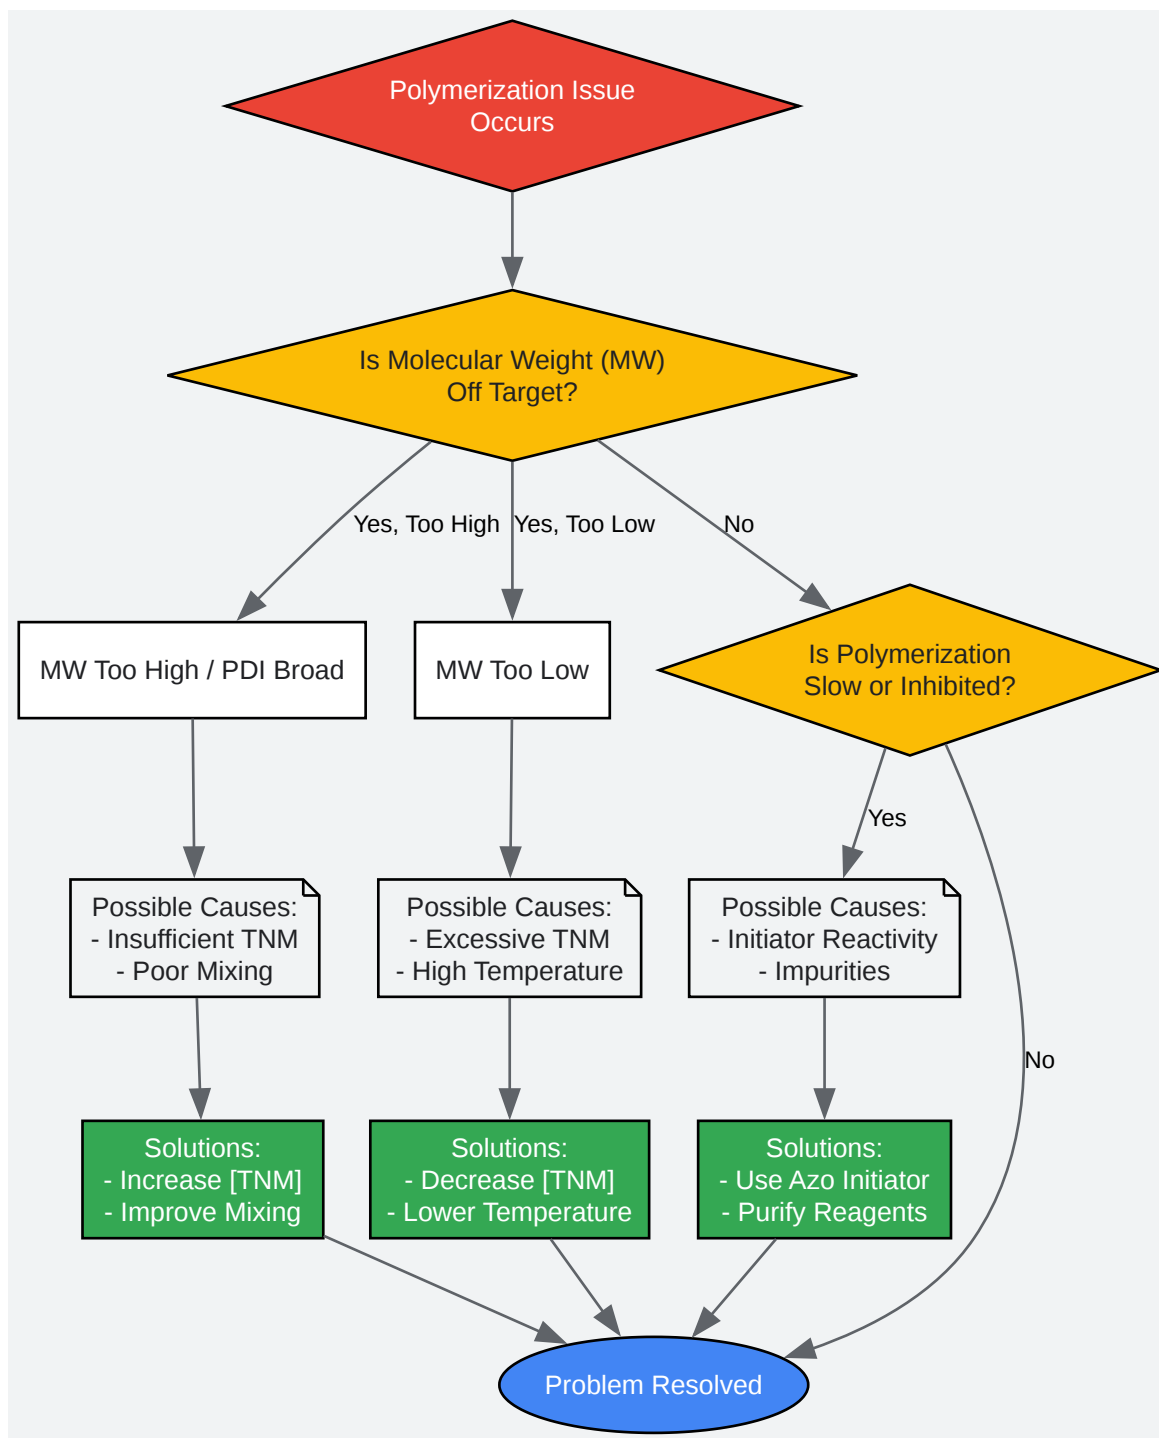 Polymerization Issue
Occurs
Is Molecular Weight (MW)
Off Target?
Yes, Too High
Yes, Too Low
No
MW Too High / PDI Broad
MW Too Low
Is Polymerization
Slow or Inhibited?
Yes
Possible Causes:
- Insufficient TNM
- Poor Mixing
Possible Causes:
- Excessive TNM
- High Temperature
Possible Causes:
- Initiator Reactivity
- Impurities
No
Solutions:
- Increase [TNM]
- Improve Mixing
Solutions:
- Decrease [TNM]
- Lower Temperature
Solutions:
- Use Azo Initiator
- Purify Reagents
Problem Resolved